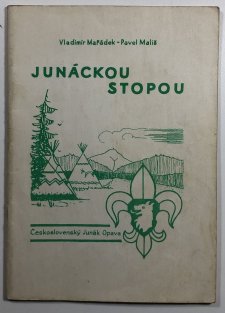 Vladimír Mařádek - Pavel Mališ
JUNÁCKOU
STOPOU
Československý Junák Opava